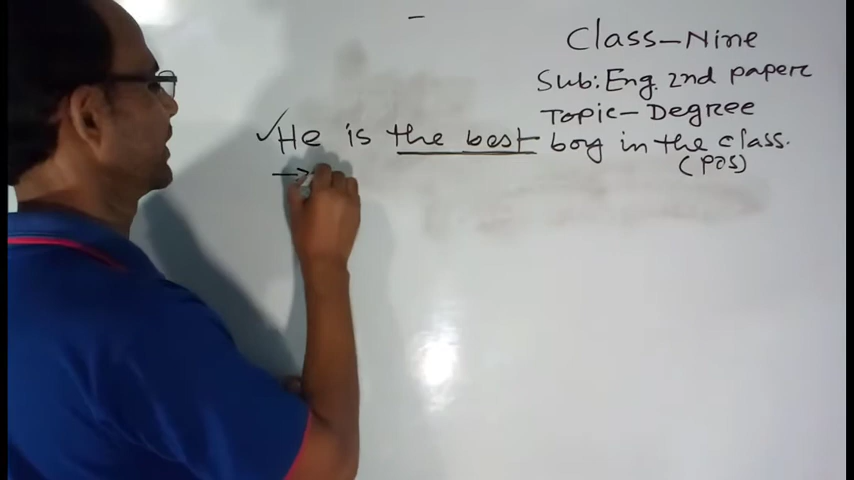 Class-Nine
Sub: Eng. 2nd paper
Topic- Degree
✓He is the best boy in the class.
(pos)
→